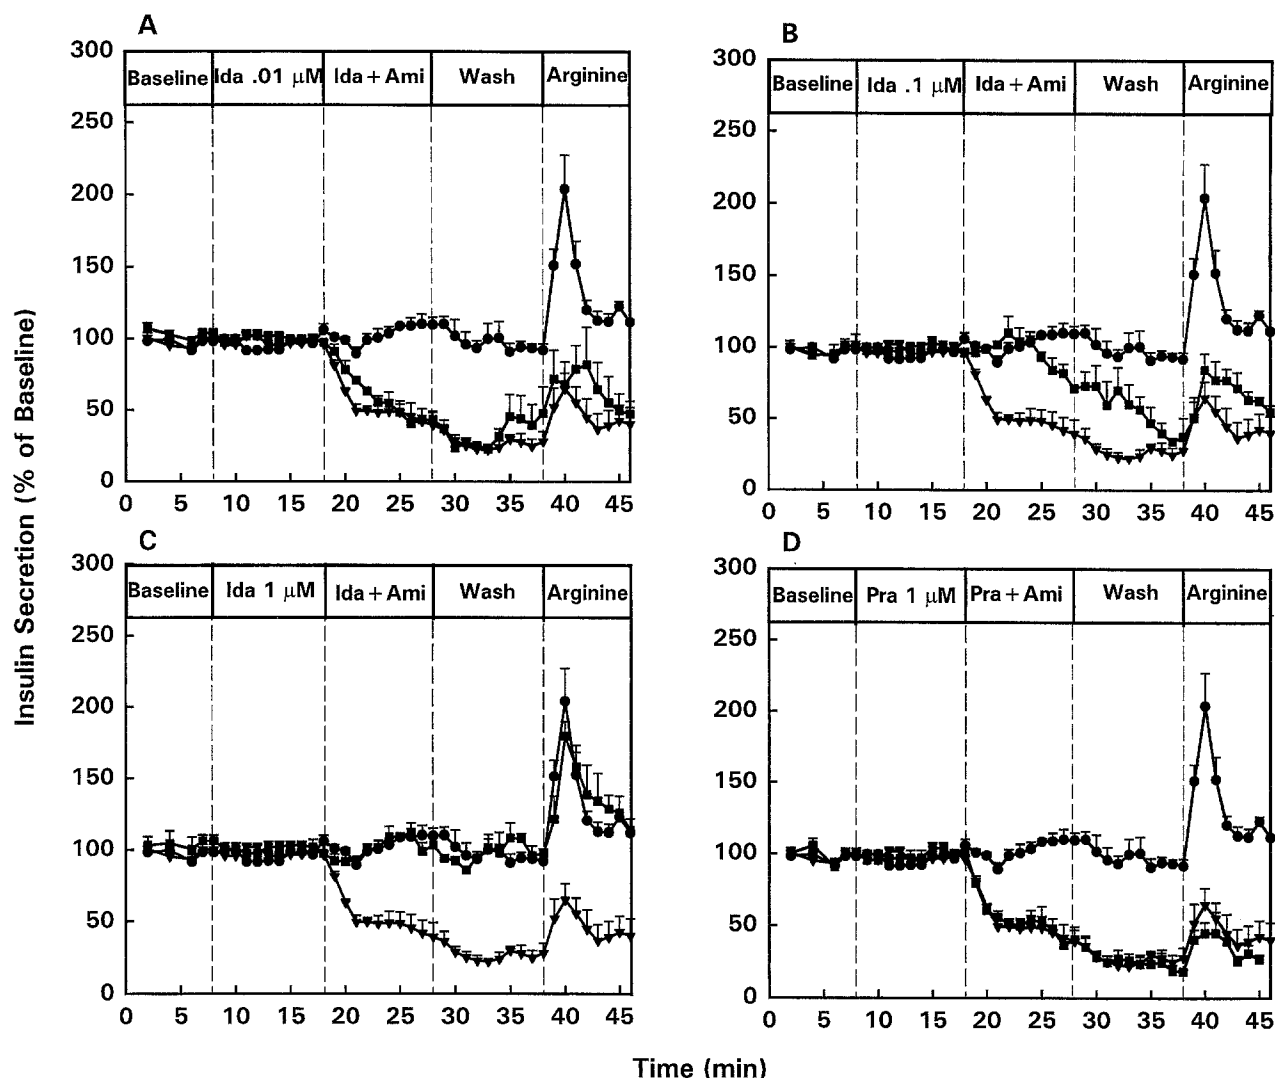 A
300
Baseline Ida .01 μM Ida + Ami Wash Arginine
250
200
150
100
50
0
0 5 10 15 20 25 30 35 40 45
B
300
Baseline Ida .1 μM Ida + Ami Wash Arginine
250
200
150
100
50
0
0 5 10 15 20 25 30 35 40 45
Insulin Secretion (% of Baseline)
C
300
Baseline Ida 1 μM Ida + Ami Wash Arginine
250
200
150
100
50
0
0 5 10 15 20 25 30 35 40 45
D
300
Baseline Pra 1 μM Pra + Ami Wash Arginine
250
200
150
100
50
0
0 5 10 15 20 25 30 35 40 45
Time (min)